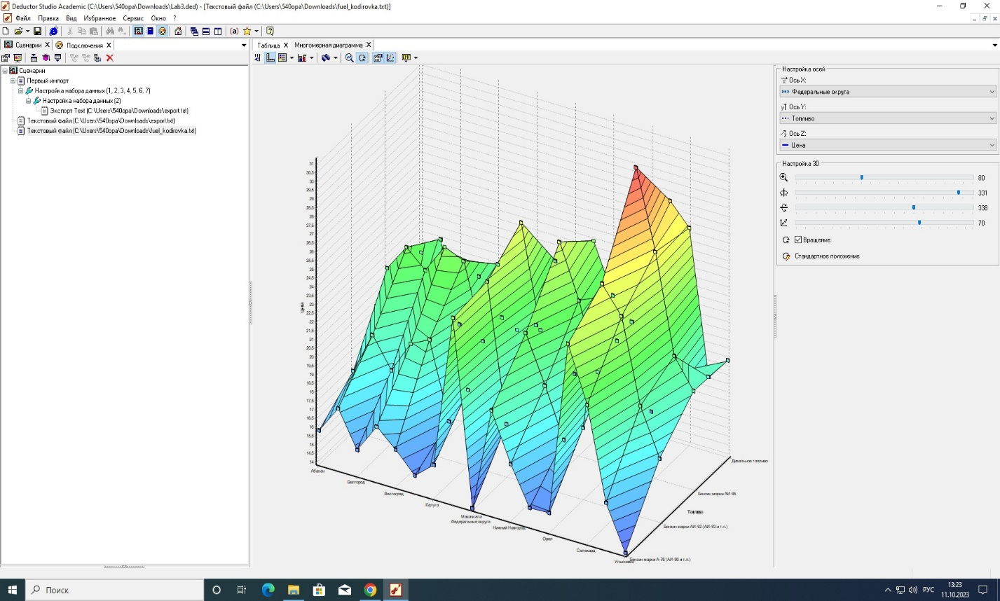 Deductor Studio Academic (C:\Users\540opa\Downloads\Lab3.ded) - [Текстовый файл (C:\Users\540opa\Downloads\fuel_kodirovka.txt)]
Файл Правка Вид Избранное Сервис Окно ?
Сценарии Подключения
Таблица Многомерная диаграмма
Сценарии
Первый импорт
Настройка набора данных (1, 2, 3, 4, 5, 6, 7)
Настройка набора данных (2)
Экспорт Text (C:\Users\540opa\Downloads\export.txt)
Текстовый файл (C:\Users\540opa\Downloads\export.txt)
Текстовый файл (C:\Users\540opa\Downloads\fuel_kodirovka.txt)
31
30,5
30
29,5
29
28,5
28
27,5
27
26,5
26
25,5
25
24,5
24
23,5
23
22,5
22
21,5
21
20,5
20
19,5
19
18,5
18
17,5
17
16,5
16
15,5
15
14,5
14
Цена
Абакан
Белгород
Волгоград
Калуга
Махачкала
Федеральные округа
Нижний Новгород
Орел
Салехард
Ульяновск
Бензин марки А-76 (АИ-80 и т.п.)
Бензин марки АИ-92 (АИ-93 и т.п.)
Топливо
Бензин марки АИ-95
Дизельное топливо
Настройка осей
Ось X:
Федеральные округа
Ось Y:
Топливо
Ось Z:
Цена
Настройка 3D
80
331
338
70
Вращение
Стандартное положение
Поиск
РУС
13:23
11.10.2023